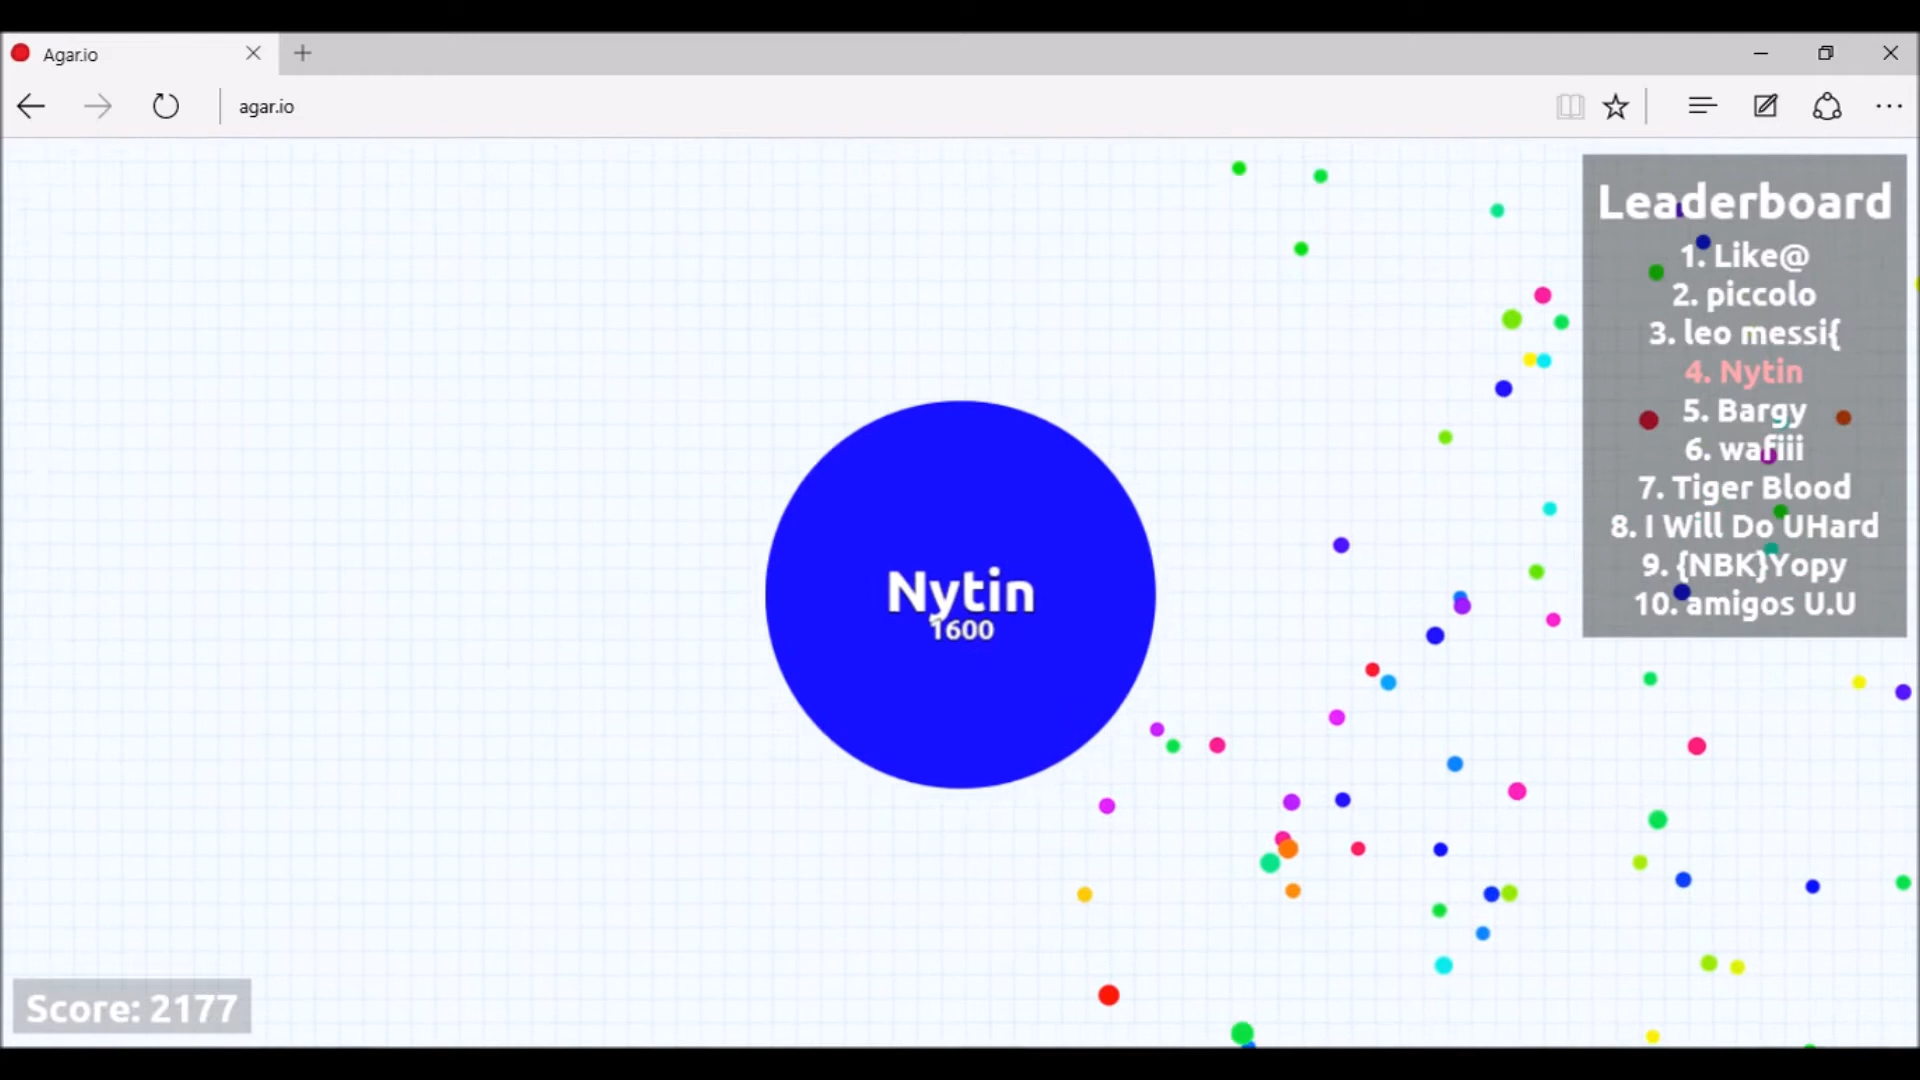 Agar.io
agar.io
Leaderboard
1. Like@
2. piccolo
3. leo messi{
4. Nytin
5. Bargy
6. wafiii
7. Tiger Blood
8. I Will Do UHard
9. {NBK}Yopy
10. amigos U.U
Nytin
1600
Score: 2177